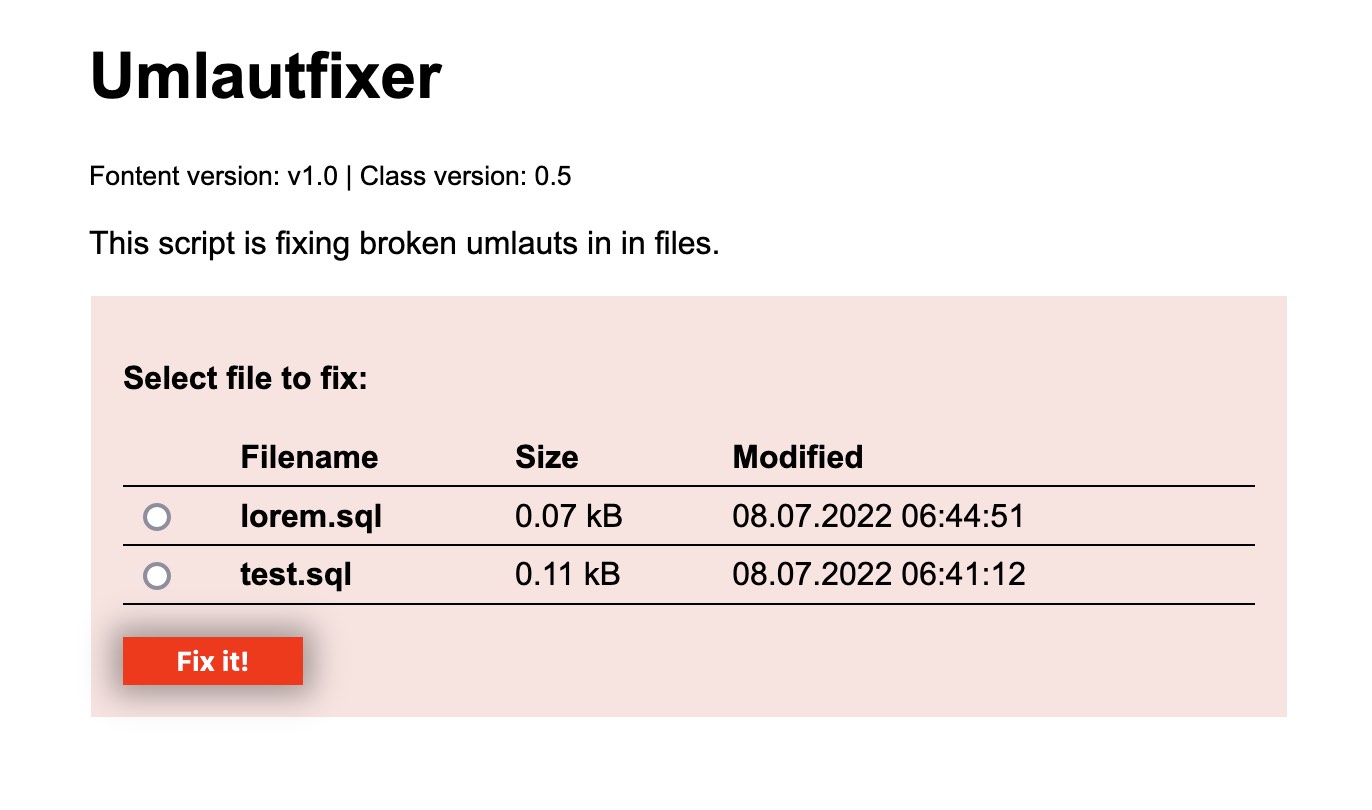 Umlautfixer
Fontent version: v1.0 | Class version: 0.5
This script is fixing broken umlauts in in files.
Select file to fix:
Filename Size Modified
lorem.sql 0.07 kB 08.07.2022 06:44:51
test.sql 0.11 kB 08.07.2022 06:41:12
Fix it!